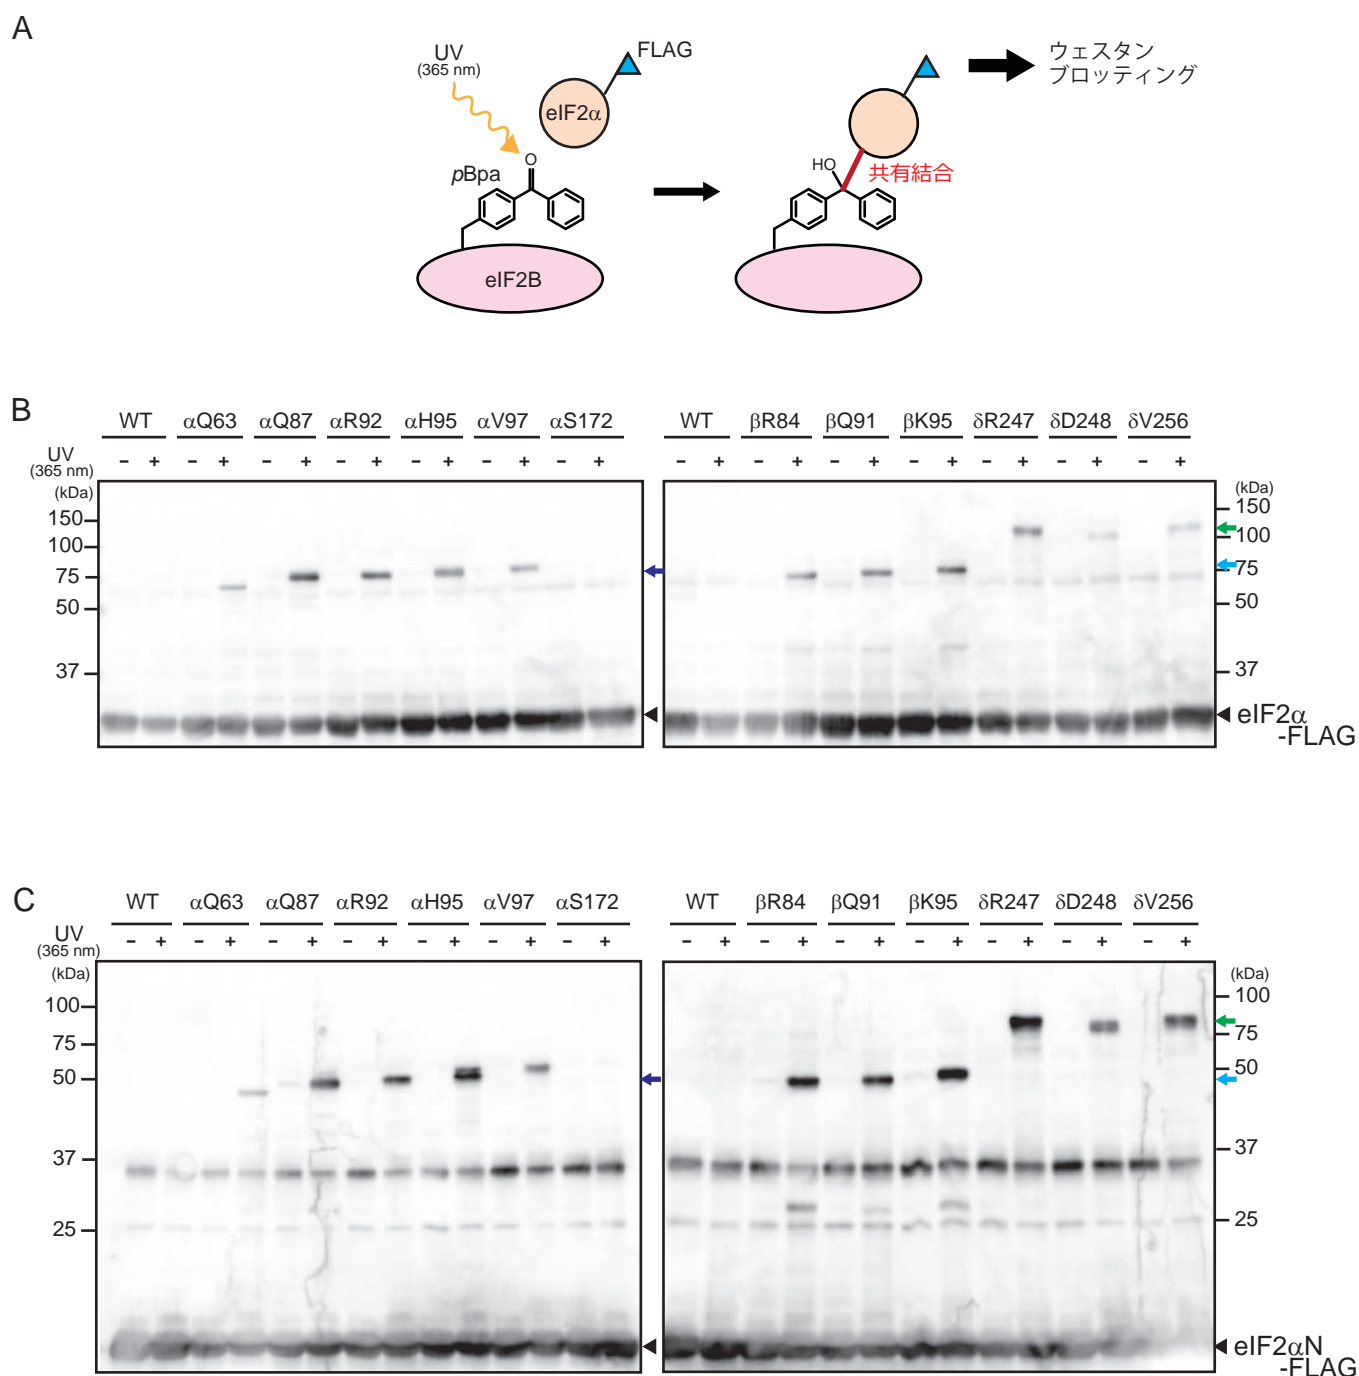 A
UV
(365 nm)
FLAG
eIF2α
pBpa
O
eIF2B
HO
共有結合
ウェスタン
ブロッティング
B
WT αQ63 αQ87 αR92 αH95 αV97 αS172
WT βR84 βQ91 βK95 δR247 δD248 δV256
UV
(365 nm)
− + − + − + − + − + − + − +
− + − + − + − + − + − + − +
(kDa)
150
100
75
50
37
(kDa)
150
100
75
50
37
eIF2α
-FLAG
C
WT αQ63 αQ87 αR92 αH95 αV97 αS172
WT βR84 βQ91 βK95 δR247 δD248 δV256
UV
(365 nm)
− + − + − + − + − + − + − +
− + − + − + − + − + − + − +
(kDa)
100
75
50
37
25
(kDa)
100
75
50
37
25
eIF2αN
-FLAG